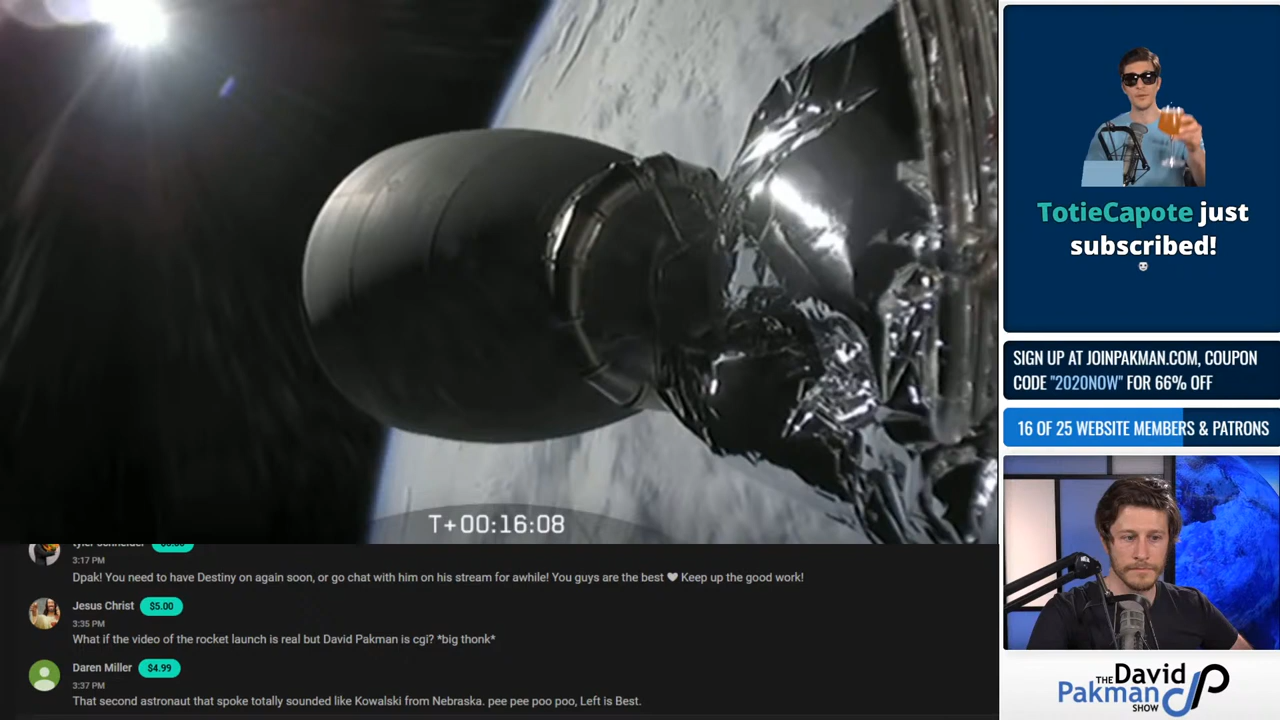 TotieCapote just
subscribed!
SIGN UP AT JOINPAKMAN.COM, COUPON
CODE "2020NOW" FOR 66% OFF
16 OF 25 WEBSITE MEMBERS & PATRONS
T+00:16:08
3:17 PM
Dpak! You need to have Destiny on again soon, or go chat with him on his stream for awhile! You guys are the best ❤ Keep up the good work!
Jesus Christ $5.00
3:35 PM
What if the video of the rocket launch is real but David Pakman is cgi? *big thonk*
Daren Miller $4.99
3:37 PM
That second astronaut that spoke totally sounded like Kowalski from Nebraska. pee pee poo poo, Left is Best.
THE David
Pakman
SHOW